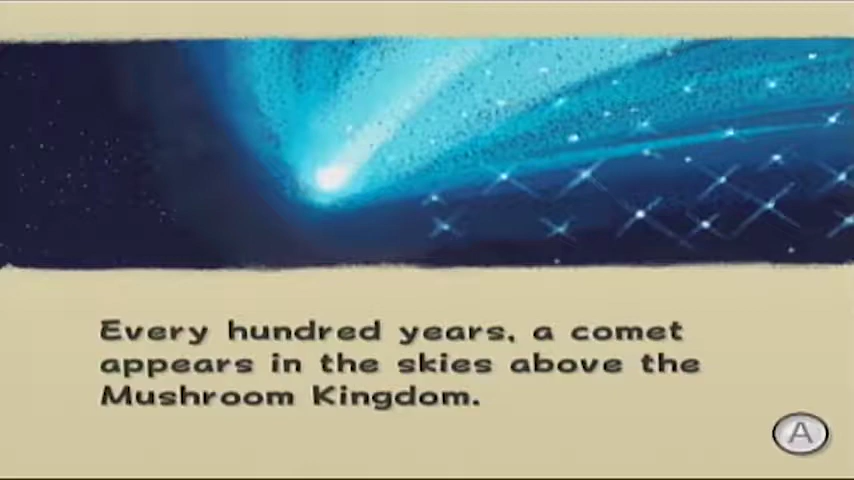 Every hundred years, a comet
appears in the skies above the
Mushroom Kingdom.
A